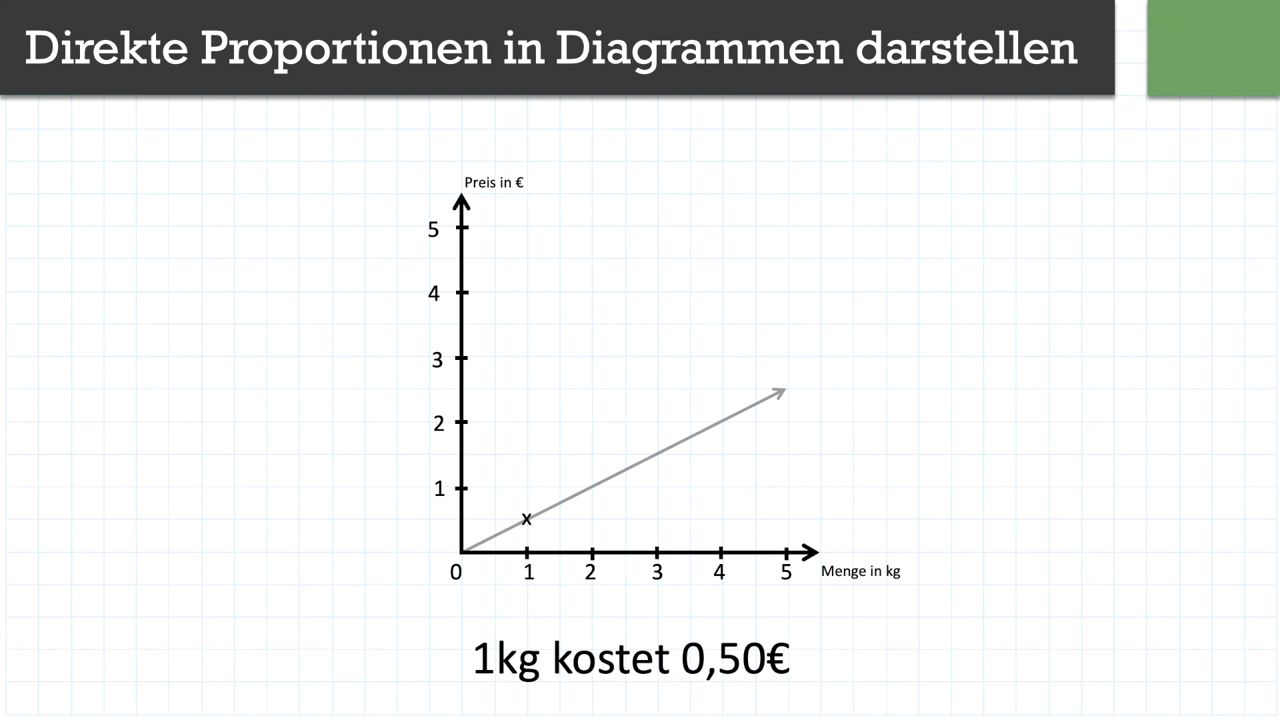 Direkte Proportionen in Diagrammen darstellen
Preis in €
5
4
3
2
1
x
0 1 2 3 4 5 Menge in kg
1kg kostet 0,50€